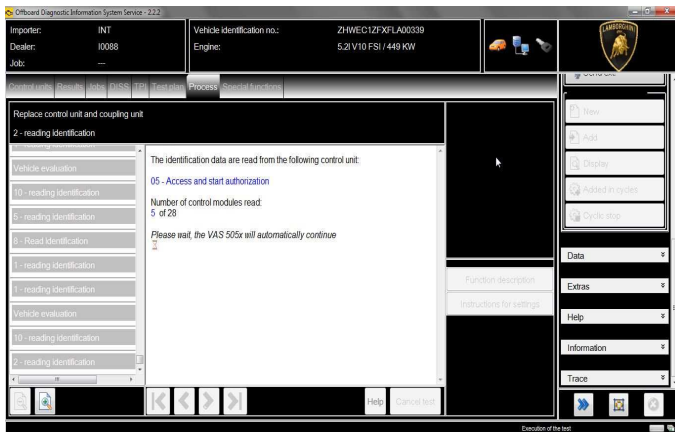 Offboard Diagnostic Information System Service - 2.2.2
Importer: INT
Dealer: I0088
Job: ---
Vehicle identification no.: ZHWEC1ZFXFLA00339
Engine: 5.2l V10 FSI / 449 KW
LAMBORGHINI
Control units Results Jobs DISS TPI Test plan Process Special functions
Replace control unit and coupling unit
2 - reading identification
Vehicle evaluation
10 - reading identification
5 - reading identification
8 - Read identification
1 - reading identification
1 - reading identification
Vehicle evaluation
10 - reading identification
2 - reading identification
The identification data are read from the following control unit:
05 - Access and start authorization
Number of control modules read:
5 of 28
Please wait, the VAS 505x will automatically continue
Function description
Instructions for settings
Help
Cancel test
New
Add
Display
Added in cycles
Cyclic stop
Data
Extras
Help
Information
Trace
Execution of the test